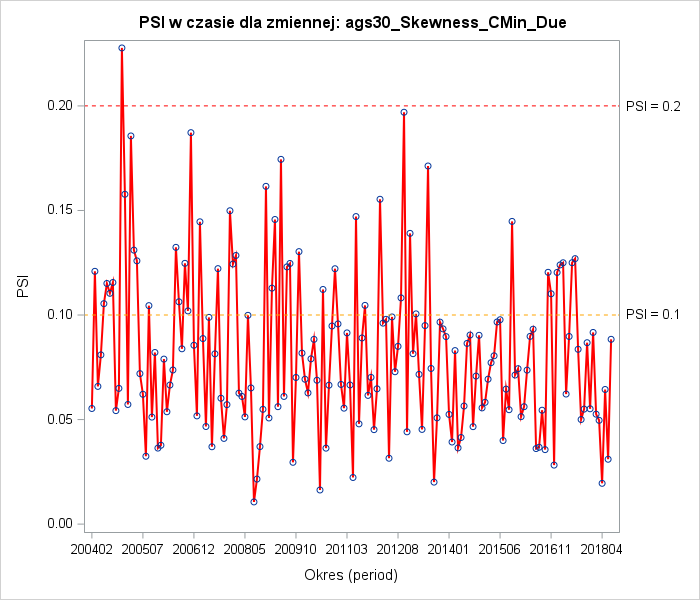 PSI w czasie dla zmiennej: ags30_Skewness_CMin_Due
PSI
0.20
0.15
0.10
0.05
0.00
PSI = 0.2
PSI = 0.1
200402 200507 200612 200805 200910 201103 201208 201401 201506 201611 201804
Okres (period)